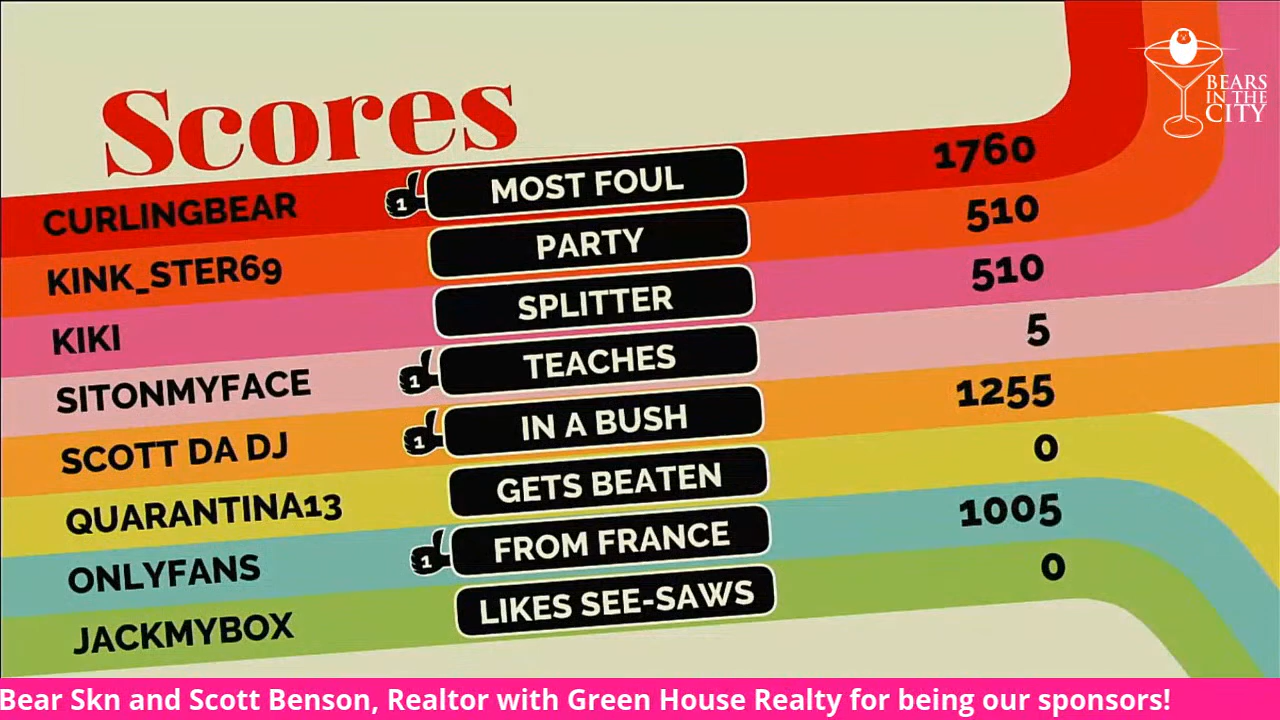 Scores
CURLINGBEAR 1 MOST FOUL 1760
KINK_STER69 PARTY 510
KIKI SPLITTER 510
SITONMYFACE 1 TEACHES 5
SCOTT DA DJ 1 IN A BUSH 1255
QUARANTINA13 GETS BEATEN 0
ONLYFANS 1 FROM FRANCE 1005
JACKMYBOX LIKES SEE-SAWS 0
BEARS
IN THE
CITY
Bear Skn and Scott Benson, Realtor with Green House Realty for being our sponsors!